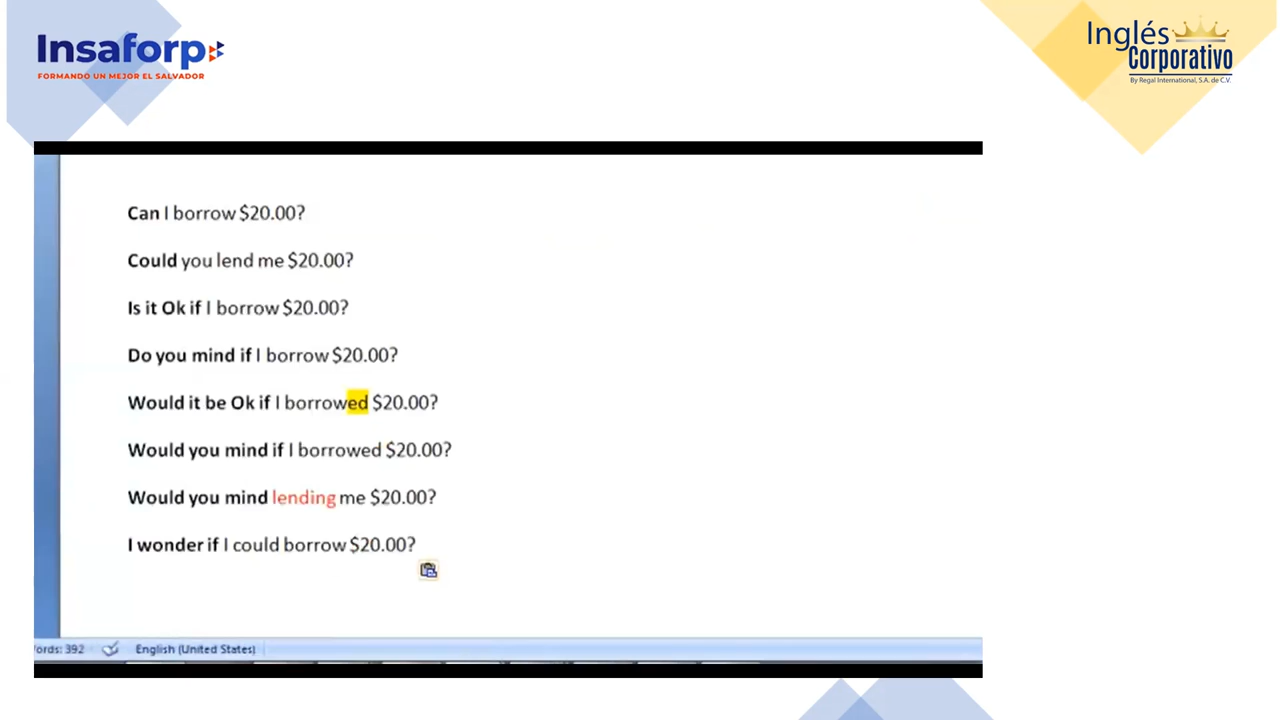 Insaforp
FORMANDO UN MEJOR EL SALVADOR
Inglés
Corporativo
By Regal International, S.A. de C.V.
Can I borrow $20.00?
Could you lend me $20.00?
Is it Ok if I borrow $20.00?
Do you mind if I borrow $20.00?
Would it be Ok if I borrowed $20.00?
Would you mind if I borrowed $20.00?
Would you mind lending me $20.00?
I wonder if I could borrow $20.00?
ords: 392 English (United States)